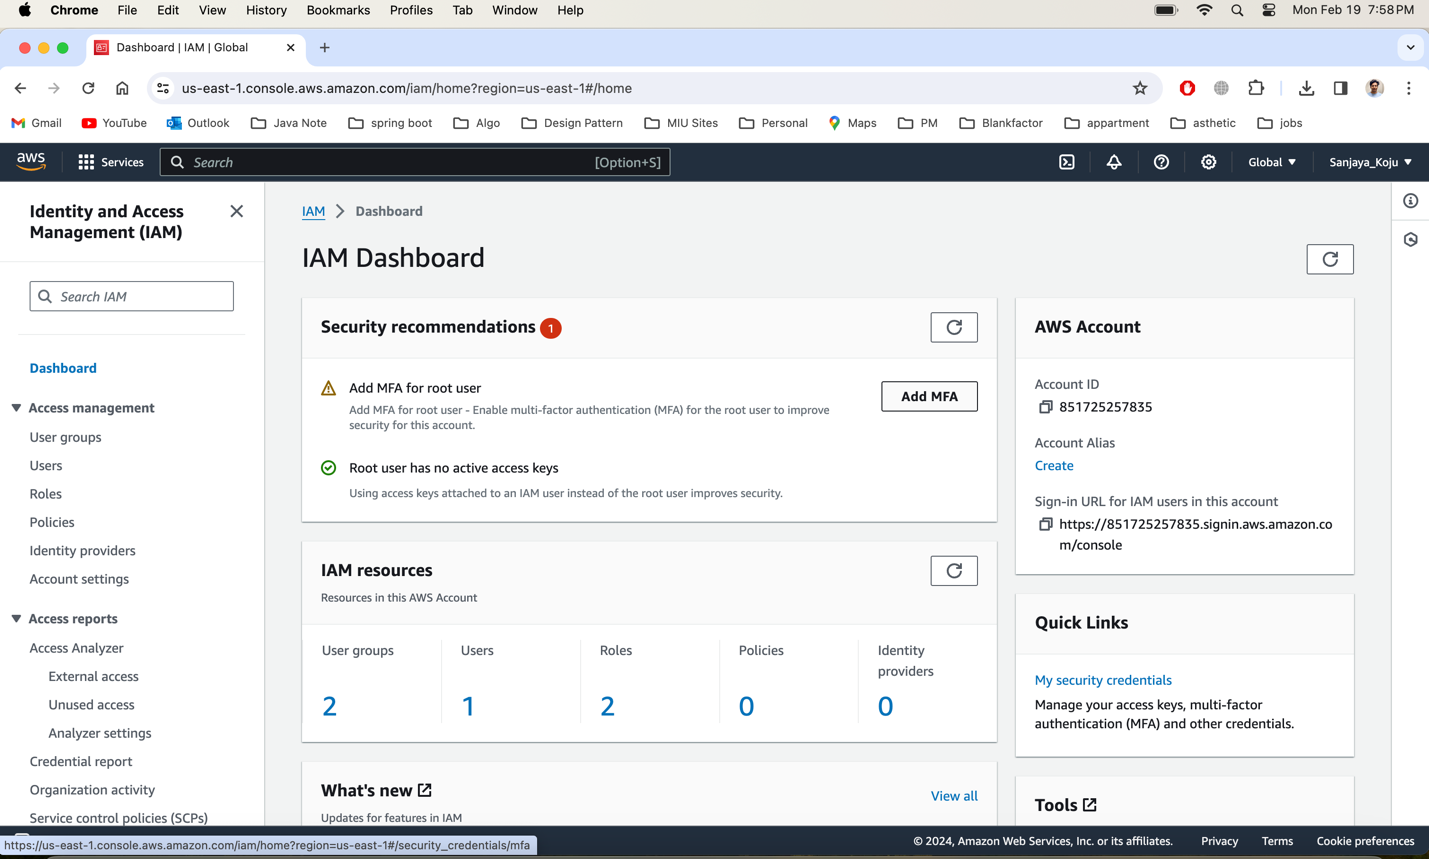 Chrome File Edit View History Bookmarks Profiles Tab Window Help Mon Feb 19 7:58 PM
Dashboard | IAM | Global
us-east-1.console.aws.amazon.com/iam/home?region=us-east-1#/home
Gmail YouTube Outlook Java Note spring boot Algo Design Pattern MIU Sites Personal Maps PM Blankfactor appartment asthetic jobs
aws Services Search [Option+S] Global Sanjaya_Koju
Identity and Access
Management (IAM)
Search IAM
Dashboard
Access management
User groups
Users
Roles
Policies
Identity providers
Account settings
Access reports
Access Analyzer
External access
Unused access
Analyzer settings
Credential report
Organization activity
Service control policies (SCPs)
IAM Dashboard
IAM Dashboard
Security recommendations 1
Add MFA for root user
Add MFA for root user - Enable multi-factor authentication (MFA) for the root user to improve
security for this account.
Add MFA
Root user has no active access keys
Using access keys attached to an IAM user instead of the root user improves security.
IAM resources
Resources in this AWS Account
User groups
2
Users
1
Roles
2
Policies
0
Identity
providers
0
What's new
View all
Updates for features in IAM
AWS Account
Account ID
851725257835
Account Alias
Create
Sign-in URL for IAM users in this account
https://851725257835.signin.aws.amazon.co
m/console
Quick Links
My security credentials
Manage your access keys, multi-factor
authentication (MFA) and other credentials.
Tools
https://us-east-1.console.aws.amazon.com/iam/home?region=us-east-1#/security_credentials/mfa
© 2024, Amazon Web Services, Inc. or its affiliates. Privacy Terms Cookie preferences